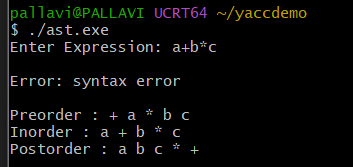 pallavi@PALLAVI UCRT64 ~/yaccdemo
$ ./ast.exe
Enter Expression: a+b*c
Error: syntax error
Preorder : + a * b c
Inorder : a + b * c
Postorder : a b c * +